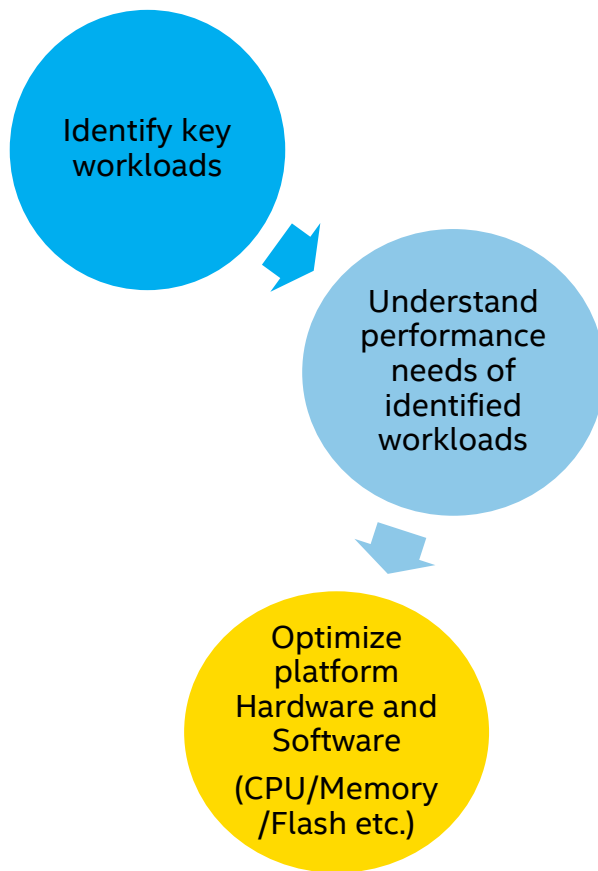 Identify key
workloads
Understand
performance
needs of
identified
workloads
Optimize
platform
Hardware and
Software
(CPU/Memory
/Flash etc.)